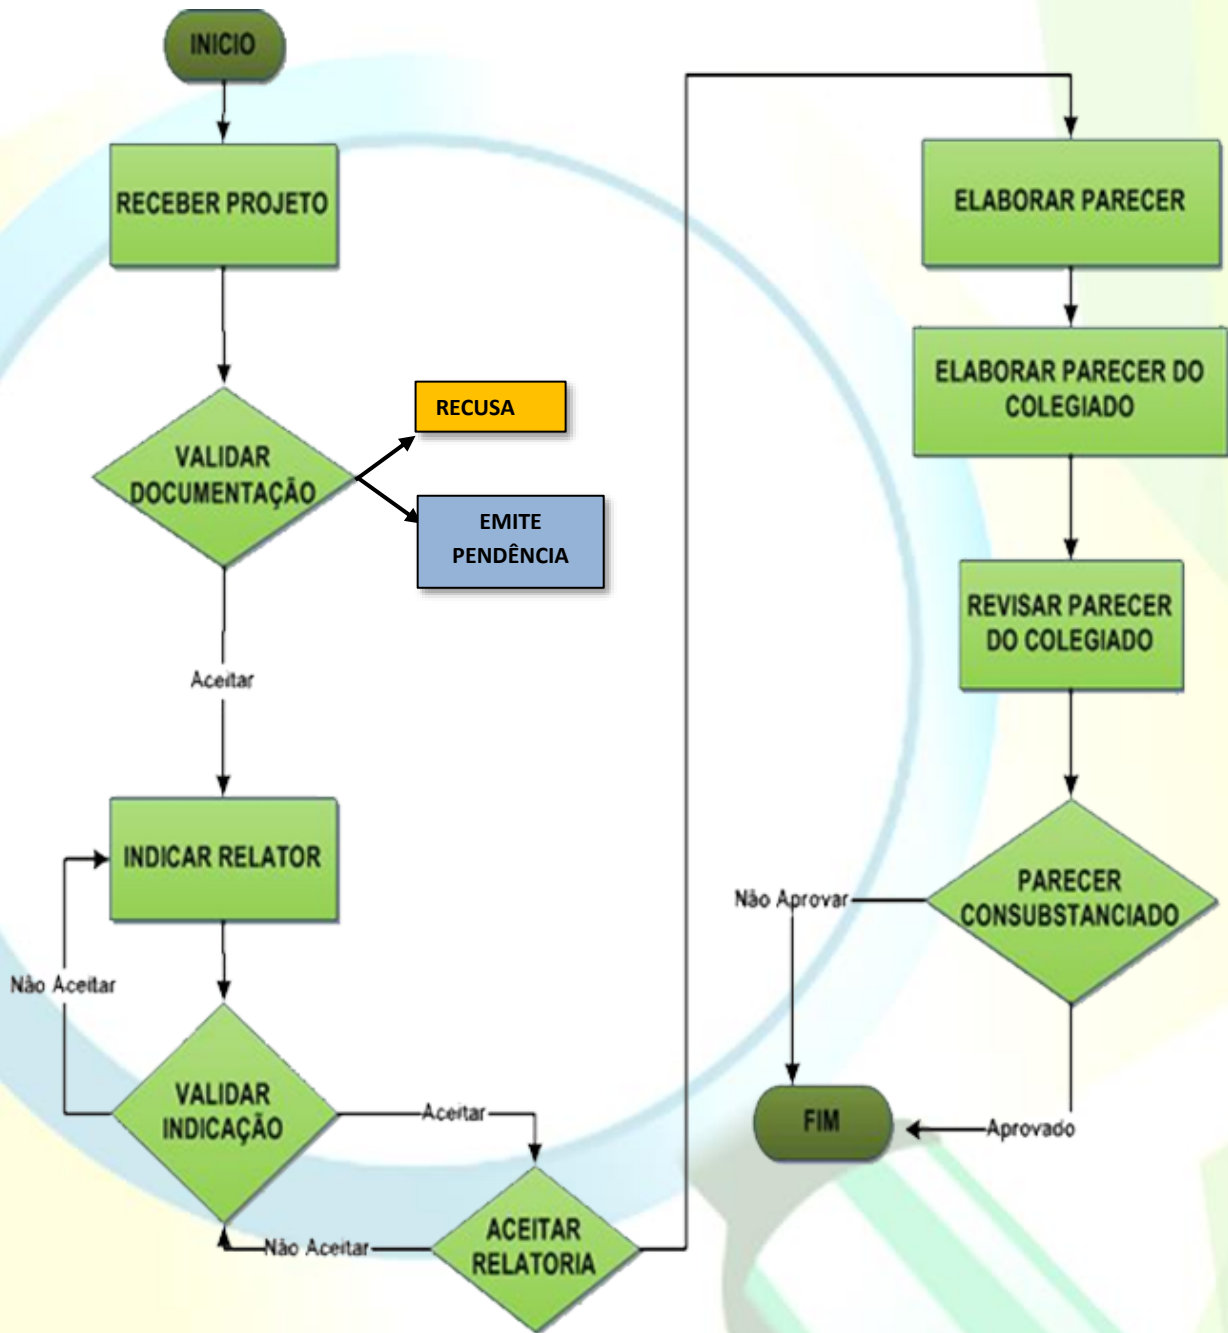 INICIO
RECEBER PROJETO
VALIDAR
DOCUMENTAÇÃO
RECUSA
EMITE
PENDÊNCIA
Aceitar
INDICAR RELATOR
Não Aceitar
VALIDAR
INDICAÇÃO
Aceitar
Não Aceitar
ACEITAR
RELATORIA
ELABORAR PARECER
ELABORAR PARECER DO
COLEGIADO
REVISAR PARECER
DO COLEGIADO
PARECER
CONSUBSTANCIADO
Não Aprovar
Aprovado
FIM